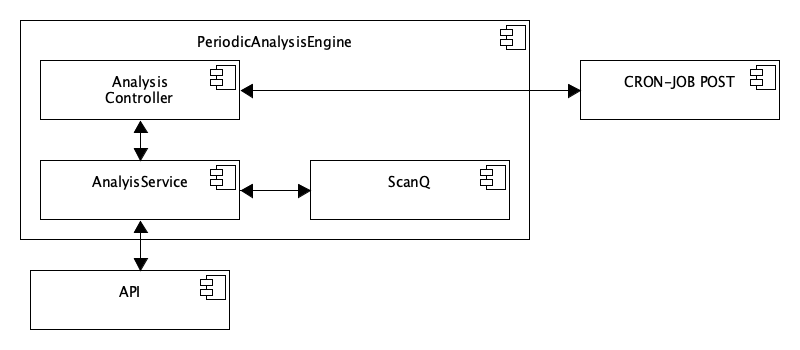 PeriodicAnalysisEngine
Analysis
Controller
CRON-JOB POST
AnalyisService
ScanQ
API